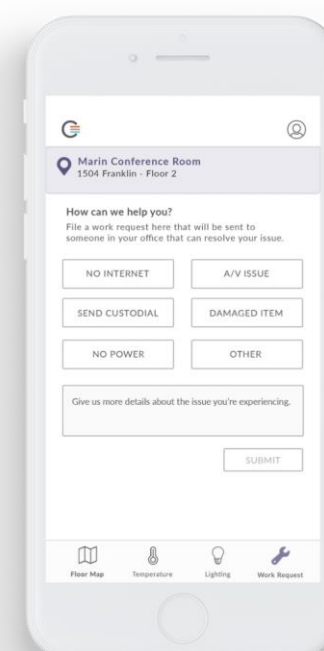 Marin Conference Room
1504 Franklin - Floor 2
How can we help you?
File a work request here that will be sent to
someone in your office that can resolve your issue.
NO INTERNET
A/V ISSUE
SEND CUSTODIAL
DAMAGED ITEM
NO POWER
OTHER
Give us more details about the issue you're experiencing.
SUBMIT
Floor Map
Temperature
Lighting
Work Request